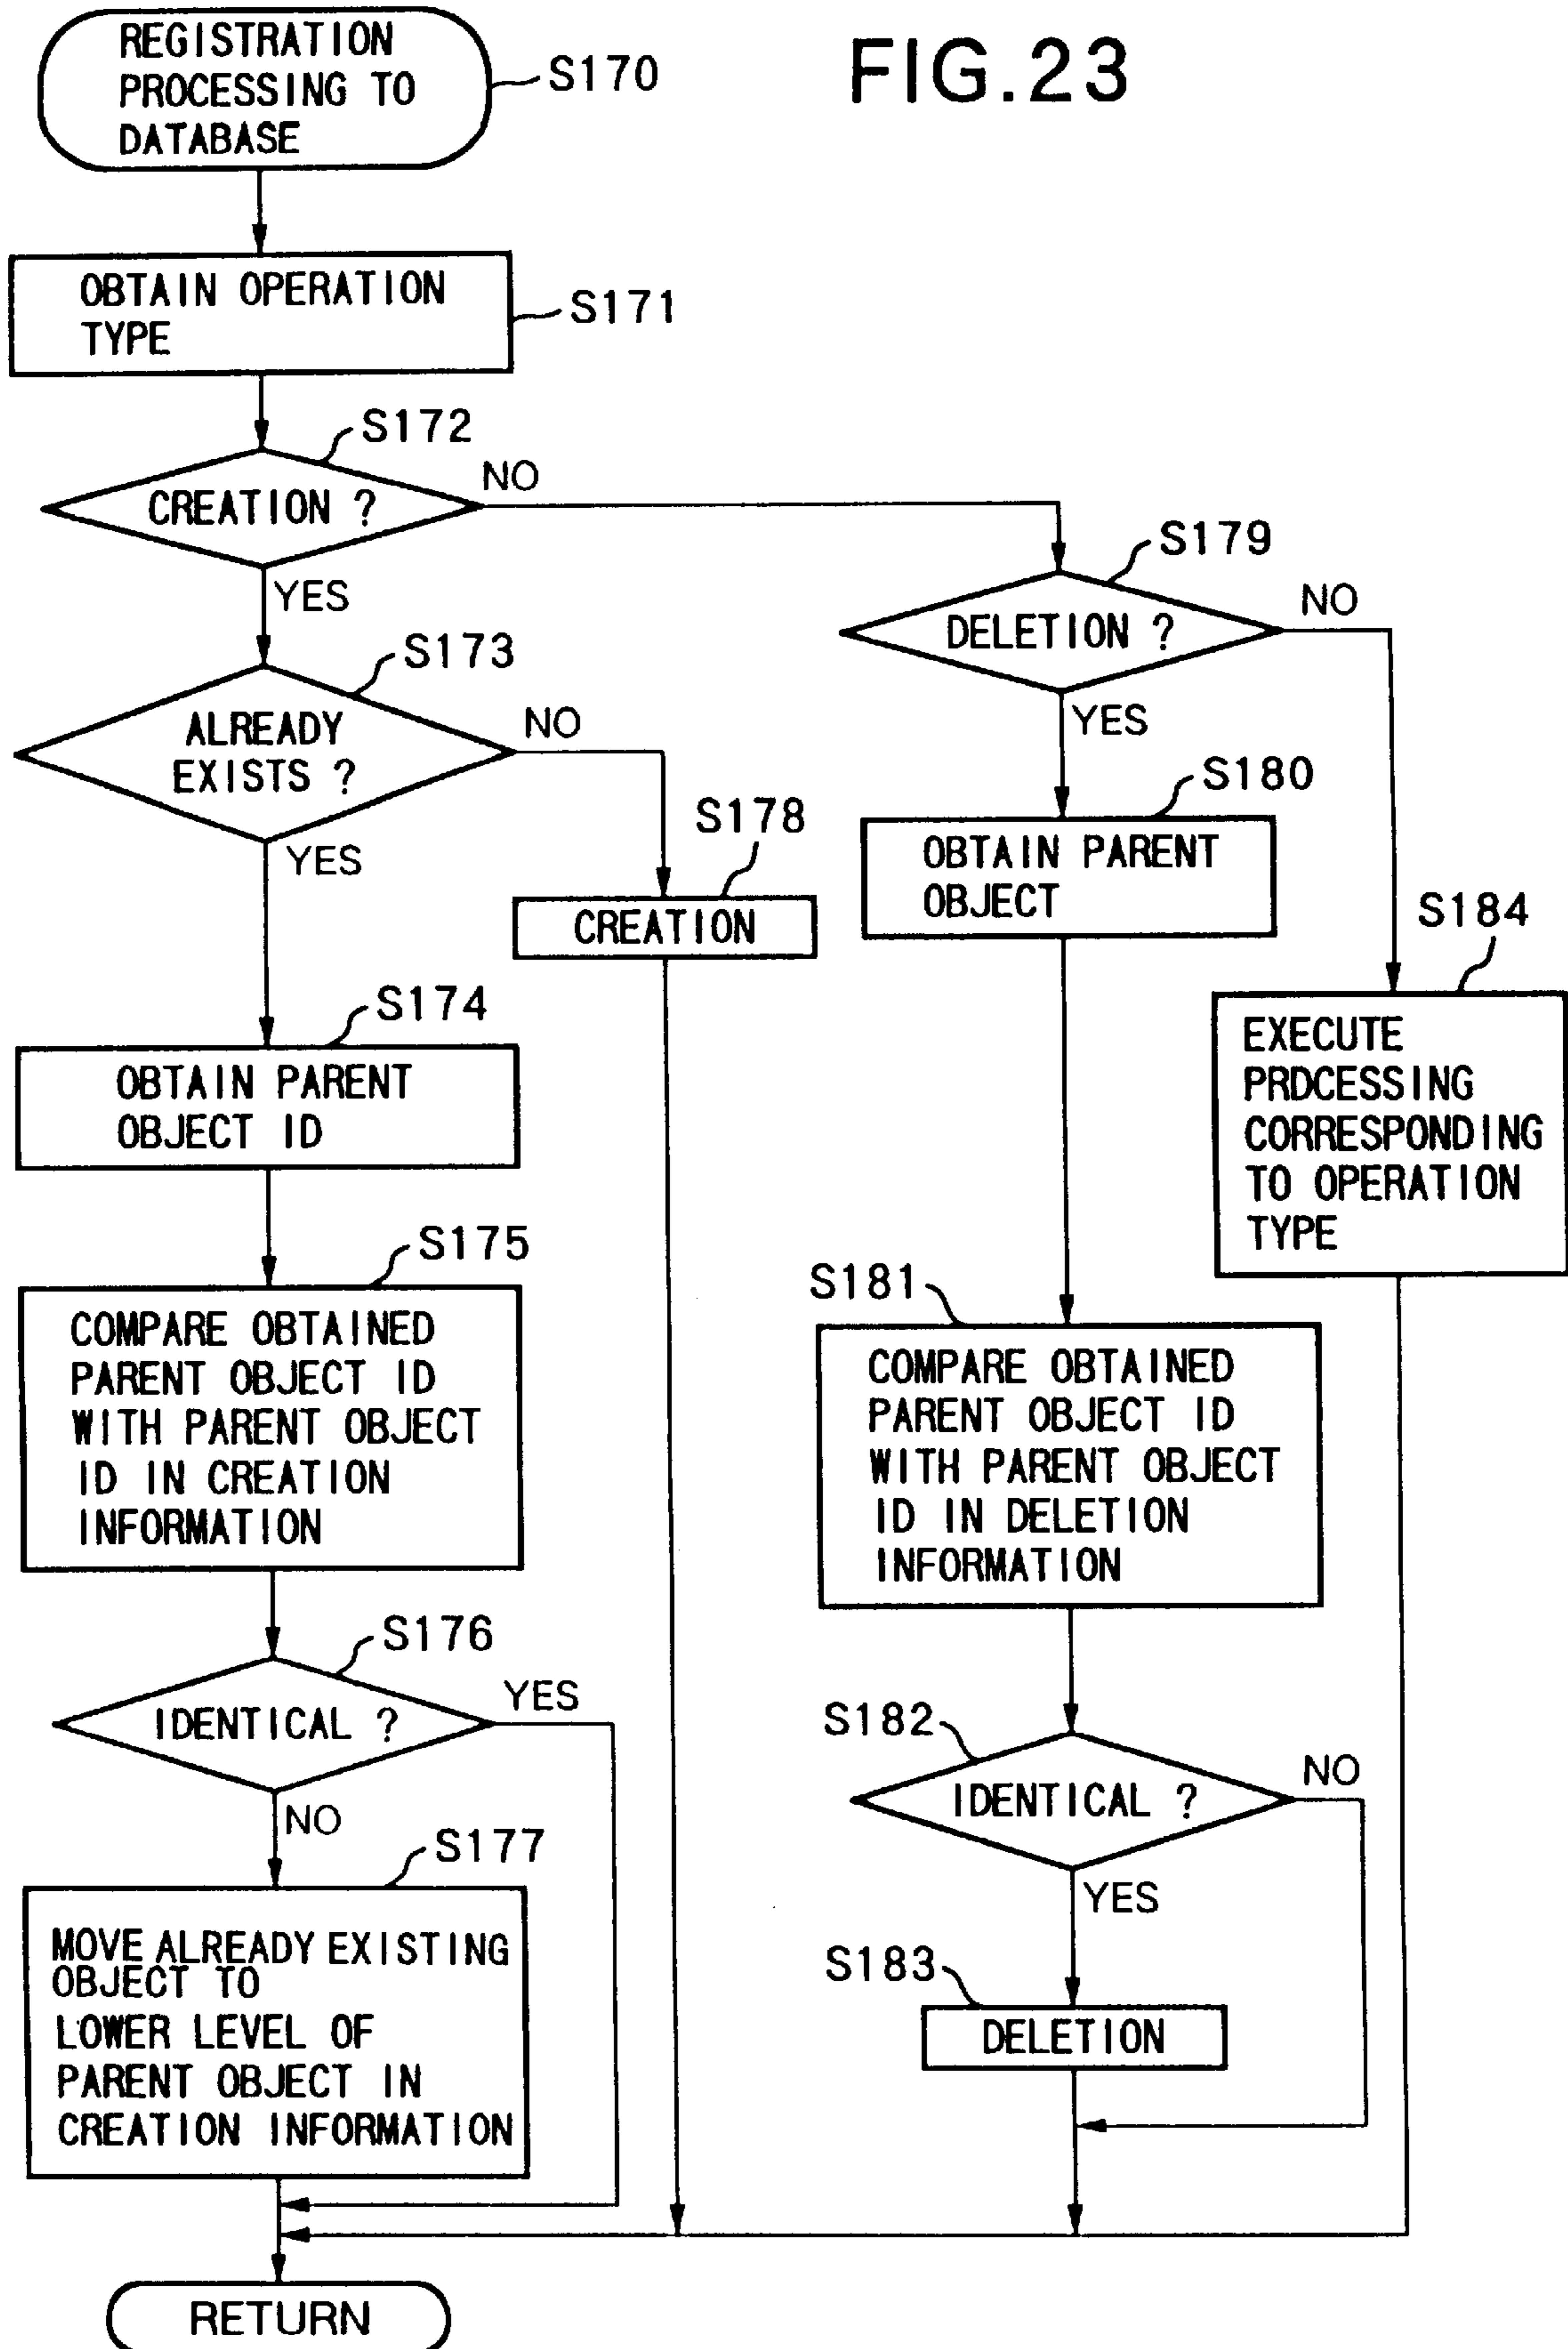 FIG.23
REGISTRATION
PROCESSING TO
DATABASE
S170
OBTAIN OPERATION
TYPE
S171
S172
CREATION ?
NO
YES
S173
ALREADY
EXISTS ?
NO
YES
S178
CREATION
S174
OBTAIN PARENT
OBJECT ID
S175
COMPARE OBTAINED
PARENT OBJECT ID
WITH PARENT OBJECT
ID IN CREATION
INFORMATION
S176
IDENTICAL ?
YES
NO
S177
MOVE ALREADY EXISTING
OBJECT TO
LOWER LEVEL OF
PARENT OBJECT IN
CREATION INFORMATION
S179
DELETION ?
NO
YES
S180
OBTAIN PARENT
OBJECT
S184
EXECUTE
PRDCESSING
CORRESPONDING
TO OPERATION
TYPE
S181
COMPARE OBTAINED
PARENT OBJECT ID
WITH PARENT OBJECT
ID IN DELETION
INFORMATION
S182
IDENTICAL ?
NO
YES
S183
DELETION
RETURN